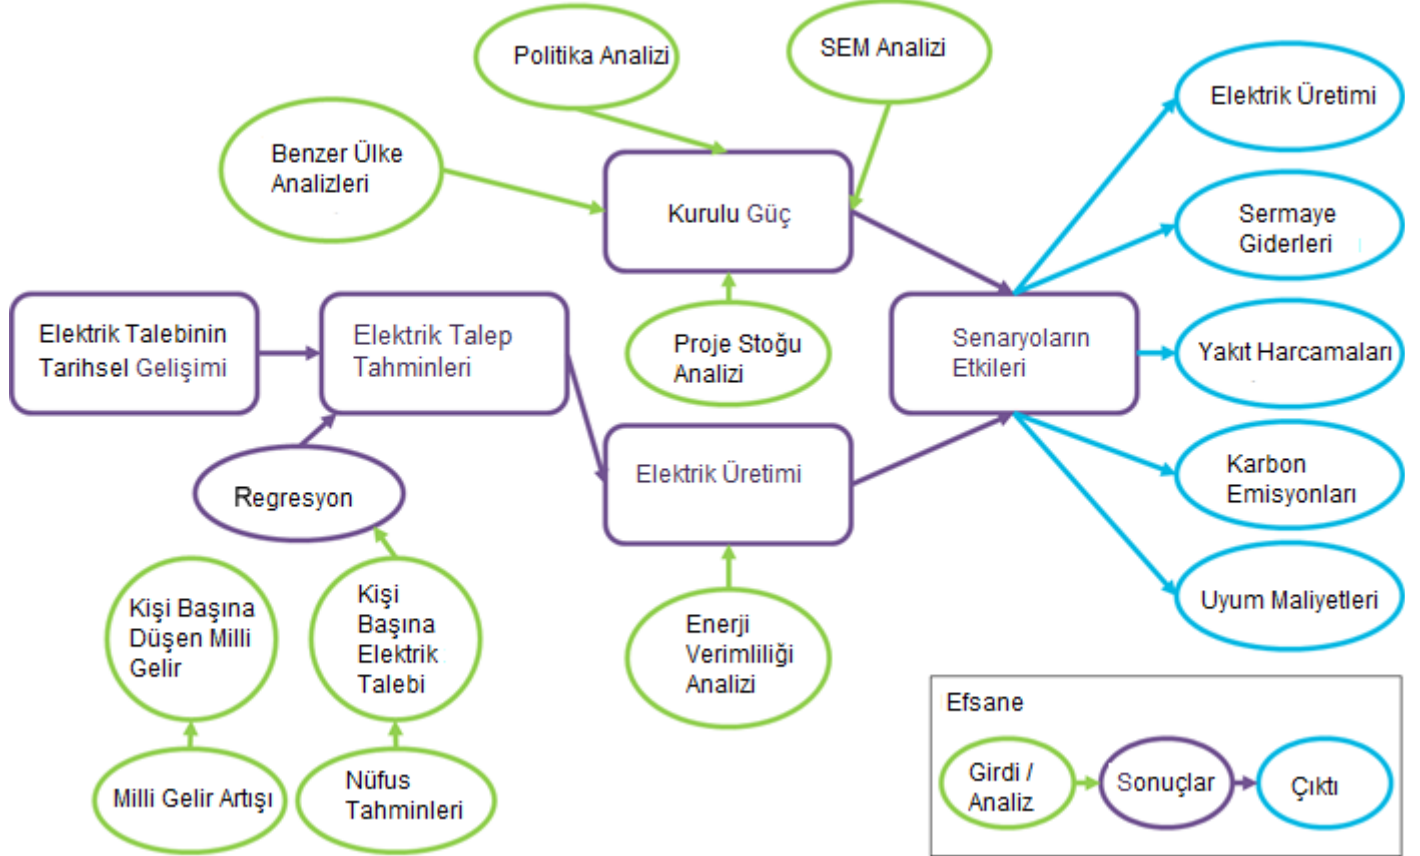 Politika Analizi
SEM Analizi
Elektrik Üretimi
Benzer Ülke
Analizleri
Kurulu Güç
Sermaye
Giderleri
Elektrik Talebinin
Tarihsel Gelişimi
Elektrik Talep
Tahminleri
Proje Stoğu
Analizi
Senaryoların
Etkileri
Yakıt Harcamaları
Regresyon
Elektrik Üretimi
Karbon
Emisyonları
Kişi Başına
Düşen Milli
Gelir
Kişi
Başına
Elektrik
Talebi
Enerji
Verimliliği
Analizi
Uyum Maliyetleri
Milli Gelir Artışı
Nüfus
Tahminleri
Efsane
Girdi /
Analiz
Sonuçlar
Çıktı